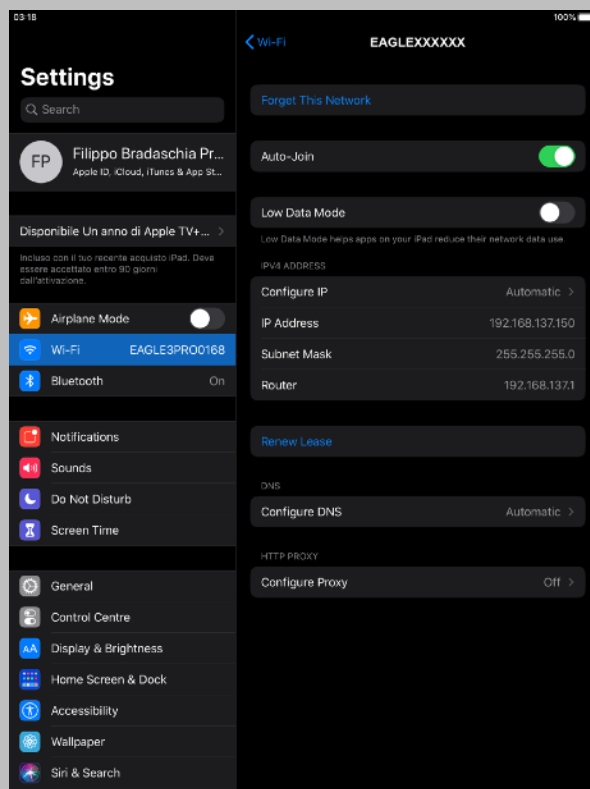 03:18
100%
Settings
Search
FP
Filippo Bradaschia Pr...
Apple ID, iCloud, iTunes & App St...
Disponibile Un anno di Apple TV+...
Incluso con il tuo recente acquisto iPad. Deve
essere accettato entro 90 giorni
dall'attivazione.
Airplane Mode
Wi-Fi EAGLE3PRO0168
Bluetooth On
Notifications
Sounds
Do Not Disturb
Screen Time
General
Control Centre
AA Display & Brightness
Home Screen & Dock
Accessibility
Wallpaper
Siri & Search
Wi-Fi
EAGLEXXXXXX
Forget This Network
Auto-Join
Low Data Mode
Low Data Mode helps apps on your iPad reduce their network data use.
IPV4 ADDRESS
Configure IP Automatic
IP Address 192.168.137.150
Subnet Mask 255.255.255.0
Router 192.168.137.1
Renew Lease
DNS
Configure DNS Automatic
HTTP PROXY
Configure Proxy Off